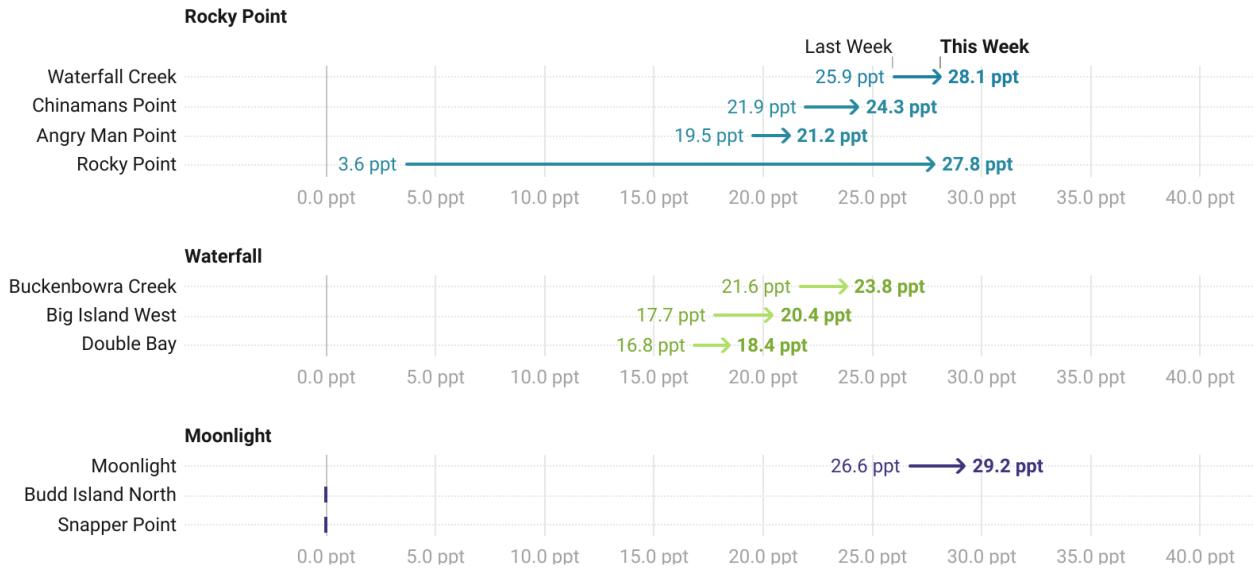 Rocky Point
Last Week This Week
Waterfall Creek 25.9 ppt 28.1 ppt
Chinamans Point 21.9 ppt 24.3 ppt
Angry Man Point 19.5 ppt 21.2 ppt
Rocky Point 3.6 ppt 27.8 ppt
0.0 ppt 5.0 ppt 10.0 ppt 15.0 ppt 20.0 ppt 25.0 ppt 30.0 ppt 35.0 ppt 40.0 ppt
Waterfall
Buckenbowra Creek 21.6 ppt 23.8 ppt
Big Island West 17.7 ppt 20.4 ppt
Double Bay 16.8 ppt 18.4 ppt
0.0 ppt 5.0 ppt 10.0 ppt 15.0 ppt 20.0 ppt 25.0 ppt 30.0 ppt 35.0 ppt 40.0 ppt
Moonlight
Moonlight 26.6 ppt 29.2 ppt
Budd Island North
Snapper Point
0.0 ppt 5.0 ppt 10.0 ppt 15.0 ppt 20.0 ppt 25.0 ppt 30.0 ppt 35.0 ppt 40.0 ppt